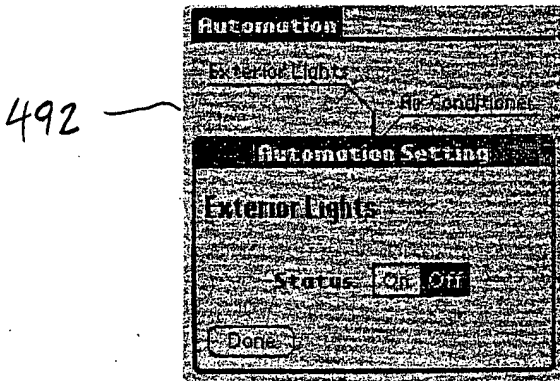 Automation
Exterior Lights
Air Conditioner
492
Automation Setting
Exterior Lights
Status On Off
Done